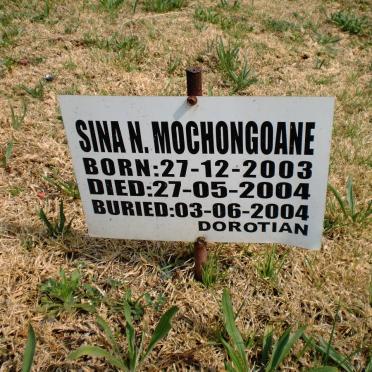 SINA N. MOCHONGOANE
BORN:27-12-2003
DIED:27-05-2004
BURIED:03-06-2004
DOROTIAN